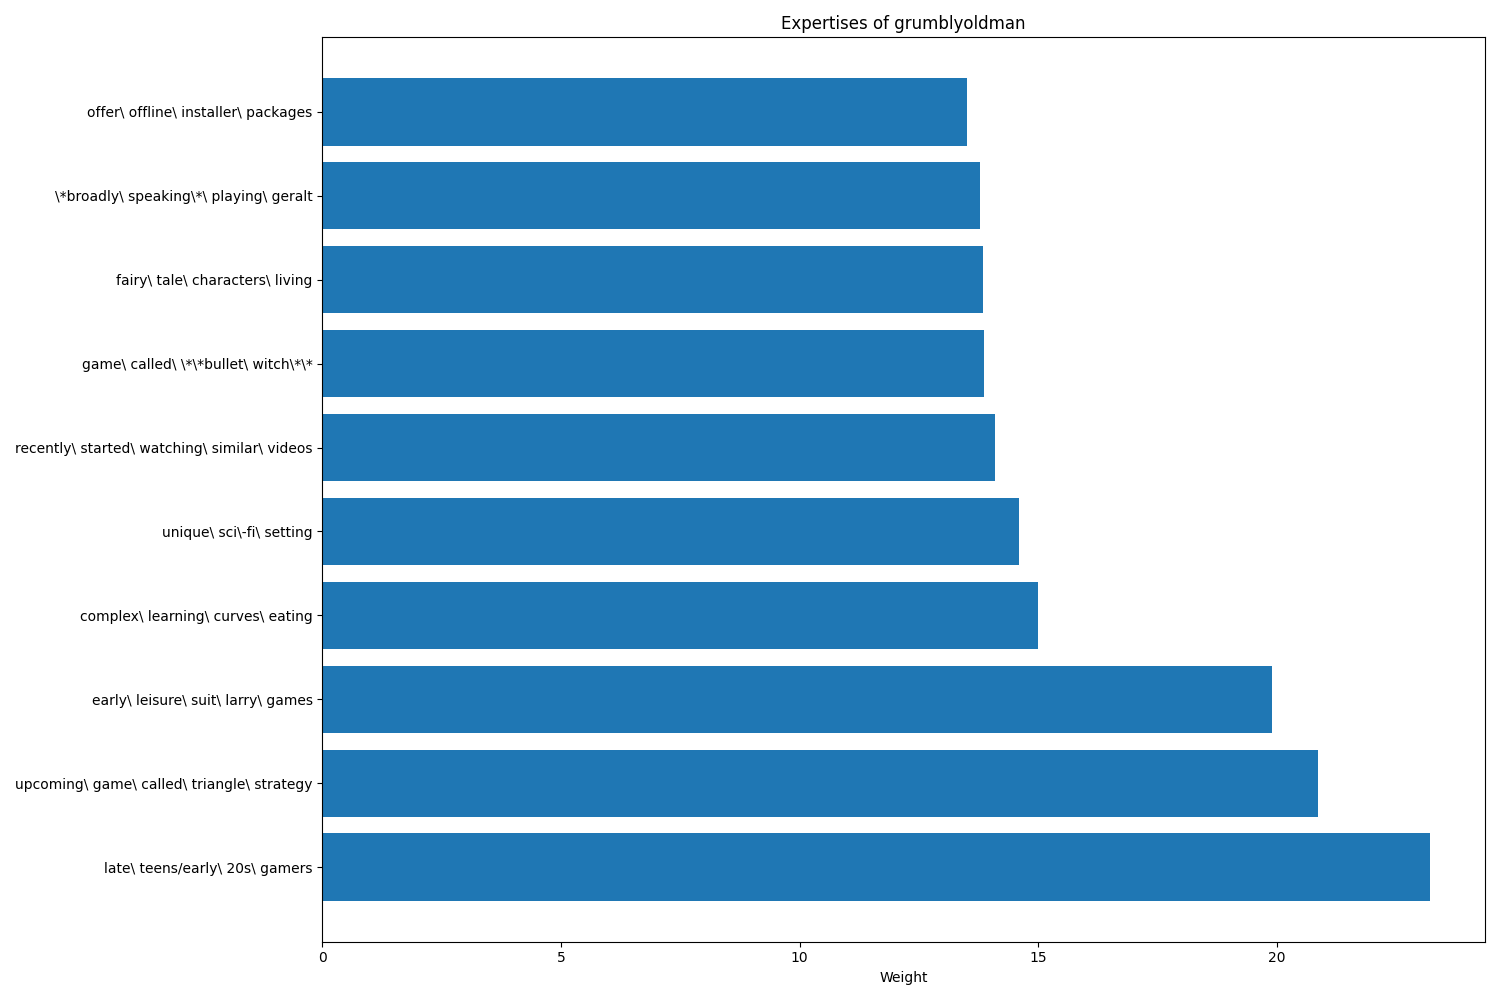 Expertises of grumblyoldman
offer\ offline\ installer\ packages
\*broadly\ speaking\*\ playing\ geralt
fairy\ tale\ characters\ living
game\ called\ \*\*bullet\ witch\*\*
recently\ started\ watching\ similar\ videos
unique\ sci\-fi\ setting
complex\ learning\ curves\ eating
early\ leisure\ suit\ larry\ games
upcoming\ game\ called\ triangle\ strategy
late\ teens/early\ 20s\ gamers
0 5 10 15 20
Weight